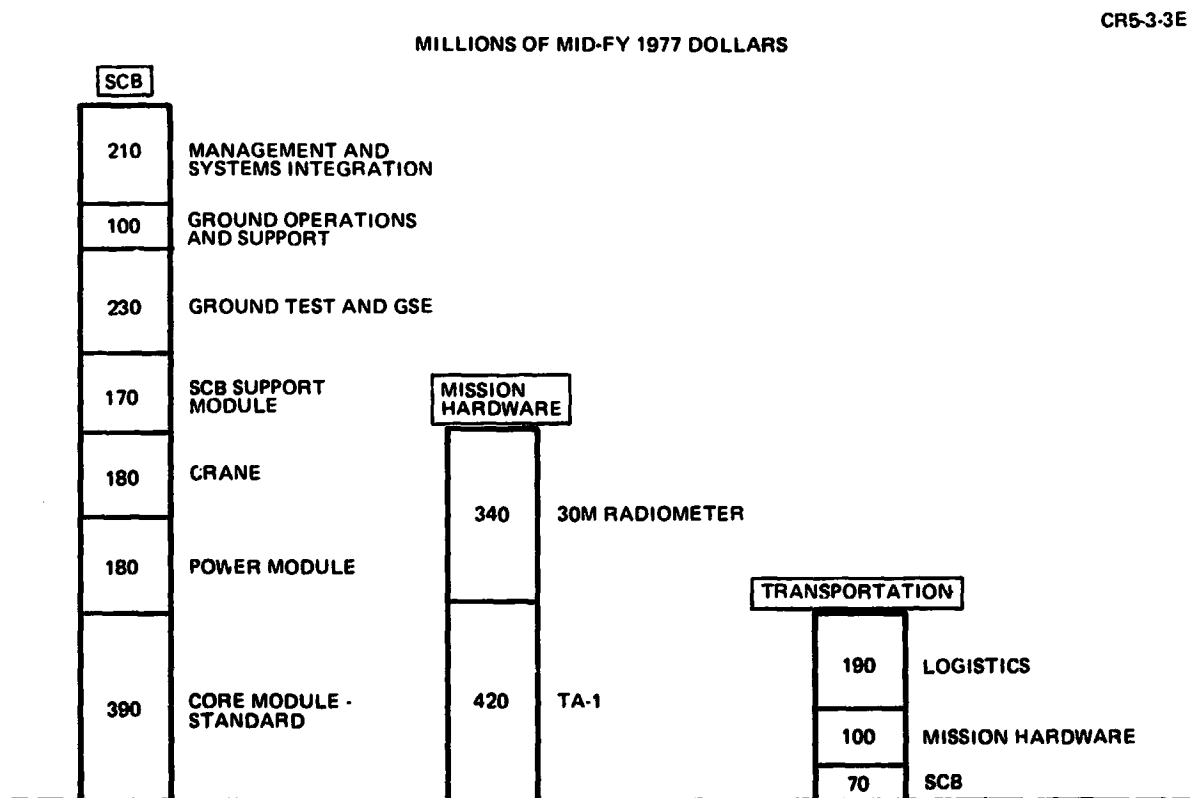 CR5-3-3E
MILLIONS OF MID-FY 1977 DOLLARS
SCB
210
MANAGEMENT AND
SYSTEMS INTEGRATION
100
GROUND OPERATIONS
AND SUPPORT
230
GROUND TEST AND GSE
170
SCB SUPPORT
MODULE
180
CRANE
180
POWER MODULE
390
CORE MODULE -
STANDARD
MISSION
HARDWARE
340
30M RADIOMETER
420
TA-1
TRANSPORTATION
190
LOGISTICS
100
MISSION HARDWARE
70
SCB